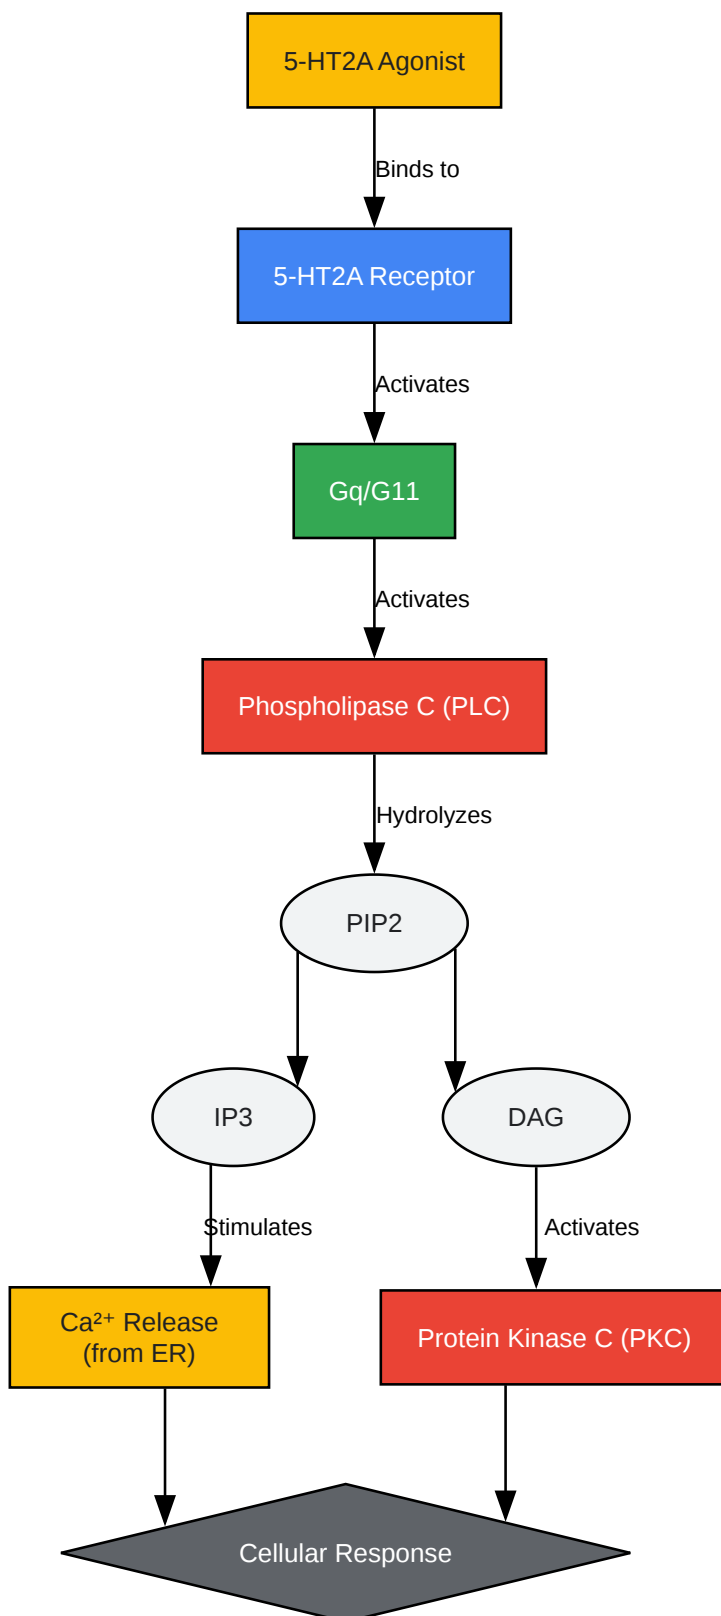 5-HT2A Agonist
Binds to
5-HT2A Receptor
Activates
Gq/G11
Activates
Phospholipase C (PLC)
Hydrolyzes
PIP2
IP3
DAG
Stimulates
Activates
Ca²⁺ Release
(from ER)
Protein Kinase C (PKC)
Cellular Response